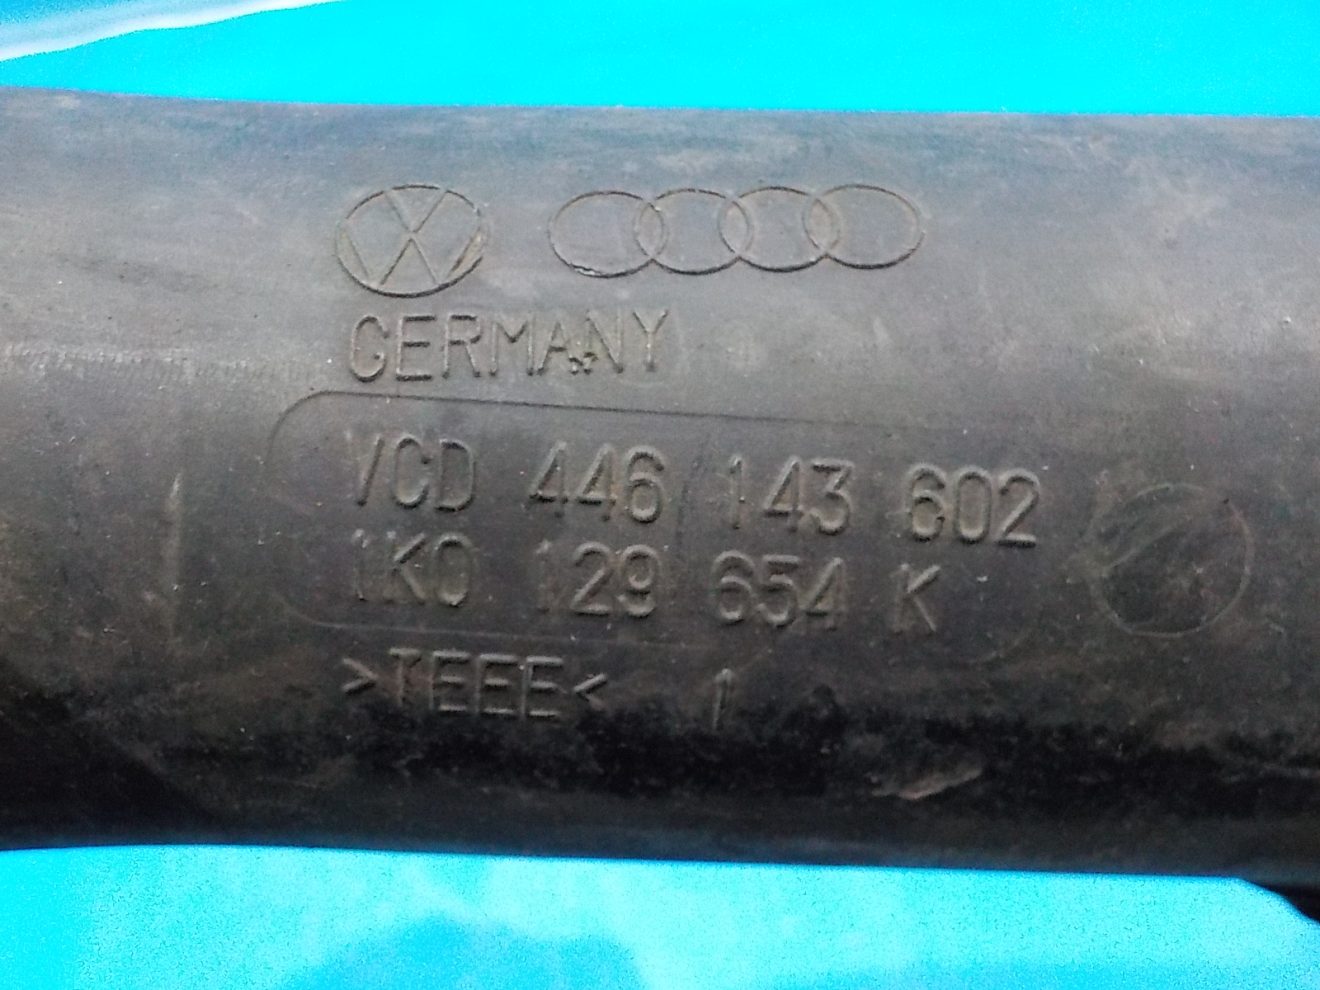 GERMANY
VCD 446 143 602
1K0 129 654 K
>TEEE<